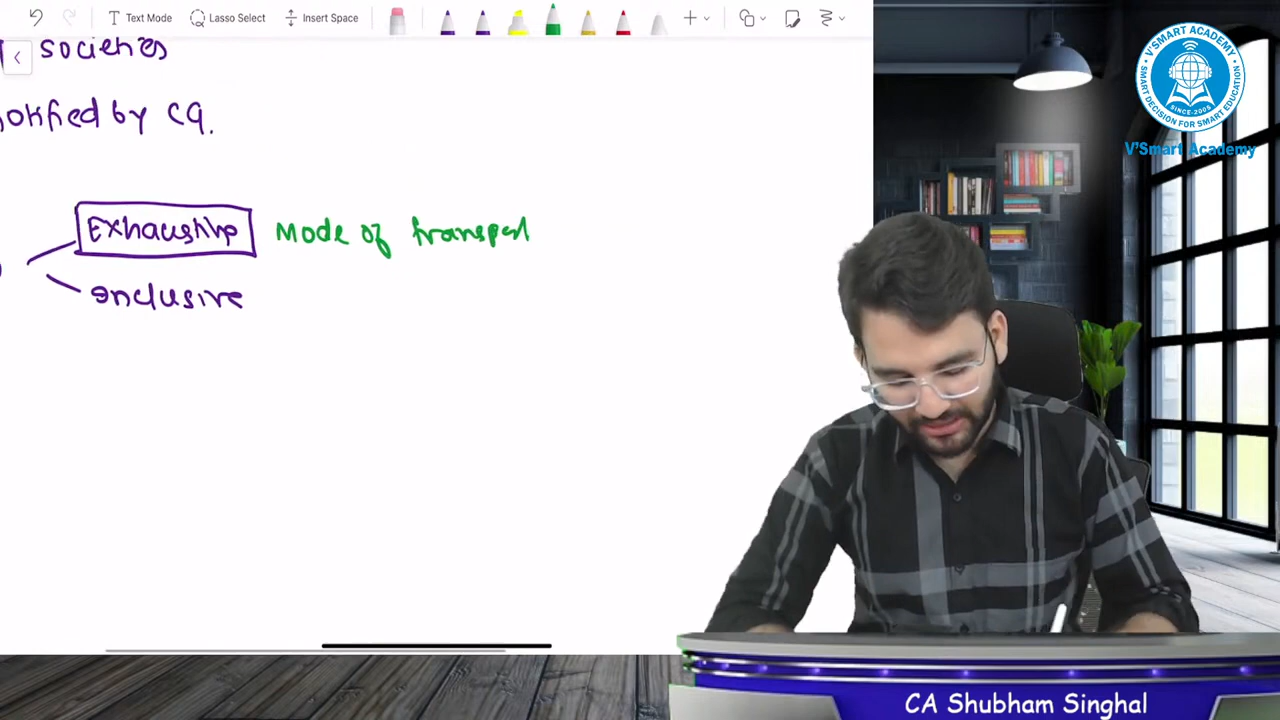 Text Mode
Lasso Select
Insert Space
societies
notified by CG.
Exhaustive Mode of transport
inclusive
V'SMART ACADEMY
SINCE-2005
SMART DECISION FOR SMART EDUCATION
V'Smart Academy
CA Shubham Singhal